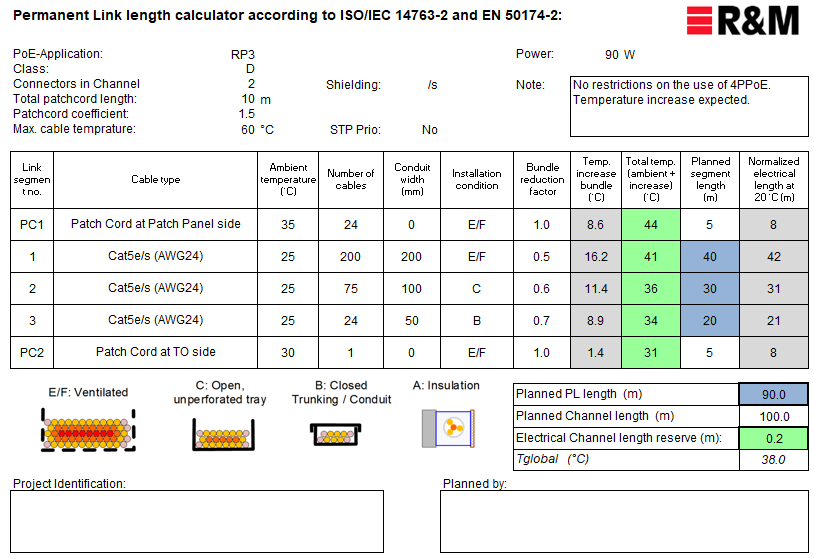 Permanent Link length calculator according to ISO/IEC 14763-2 and EN 50174-2:
R&M
PoE-Application: RP3 Power: 90 W
Class: D
Connectors in Channel 2 Shielding: /s Note: No restrictions on the use of 4PPoE.
Total patchcord length: 10 m Temperature increase expected.
Patchcord coefficient: 1.5
Max. cable temprature: 60 °C STP Prio: No
Link segmen t no. Cable type Ambient temperature (°C) Number of cables Conduit width (mm) Installation condition Bundle reduction factor Temp. increase bundle (°C) Total temp. (ambient + increase) (°C) Planned segment length (m) Normalized electrical length at 20°C (m)
PC1 Patch Cord at Patch Panel side 35 24 0 E/F 1.0 8.6 44 5 8
1 Cat5e/s (AWG24) 25 200 200 E/F 0.5 16.2 41 40 42
2 Cat5e/s (AWG24) 25 75 100 C 0.6 11.4 36 30 31
3 Cat5e/s (AWG24) 25 24 50 B 0.7 8.9 34 20 21
PC2 Patch Cord at TO side 30 1 0 E/F 1.0 1.4 31 5 8
E/F: Ventilated
C: Open,
unperforated tray
B: Closed
Trunking / Conduit
A: Insulation
Planned PL length (m) 90.0
Planned Channel length (m) 100.0
Electrical Channel length reserve (m): 0.2
Tglobal (°C) 38.0
Project Identification:
Planned by: